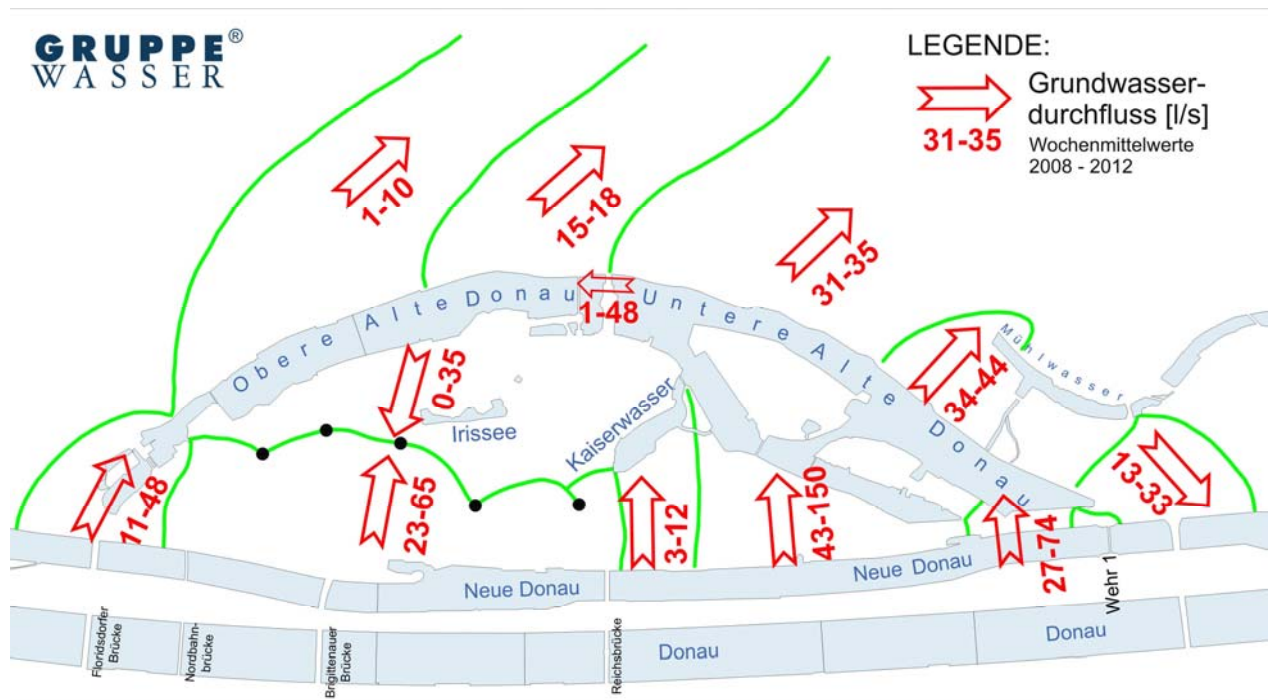 GRUPPE®
WASSER
LEGENDE:
Grundwasser-
durchfluss [l/s]
31-35
Wochenmittelwerte
2008 - 2012
1-10
15-18
31-35
Obere Alte Donau
1-48
Untere Alte Donau
Mühlwasser
0-35
34-44
Irissee
Kaiserwasser
11-48
23-65
3-12
43-150
27-74
13-33
Neue Donau
Neue Donau
Wehr 1
Floridsdorfer
Brücke
Nordbahn-
brücke
Brigittenauer
Brücke
Reichsbrücke
Donau
Donau